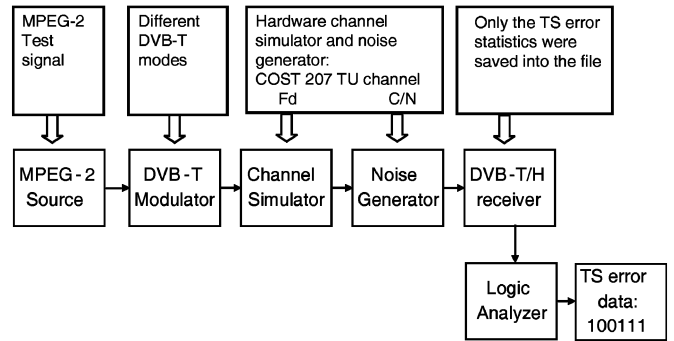 MPEG-2
Test
signal
Different
DVB-T
modes
Hardware channel
simulator and noise
generator:
COST 207 TU channel
Fd C/N
Only the TS error
statistics were
saved into the file
MPEG-2
Source
DVB-T
Modulator
Channel
Simulator
Noise
Generator
DVB-T/H
receiver
Logic
Analyzer
TS error
data:
100111